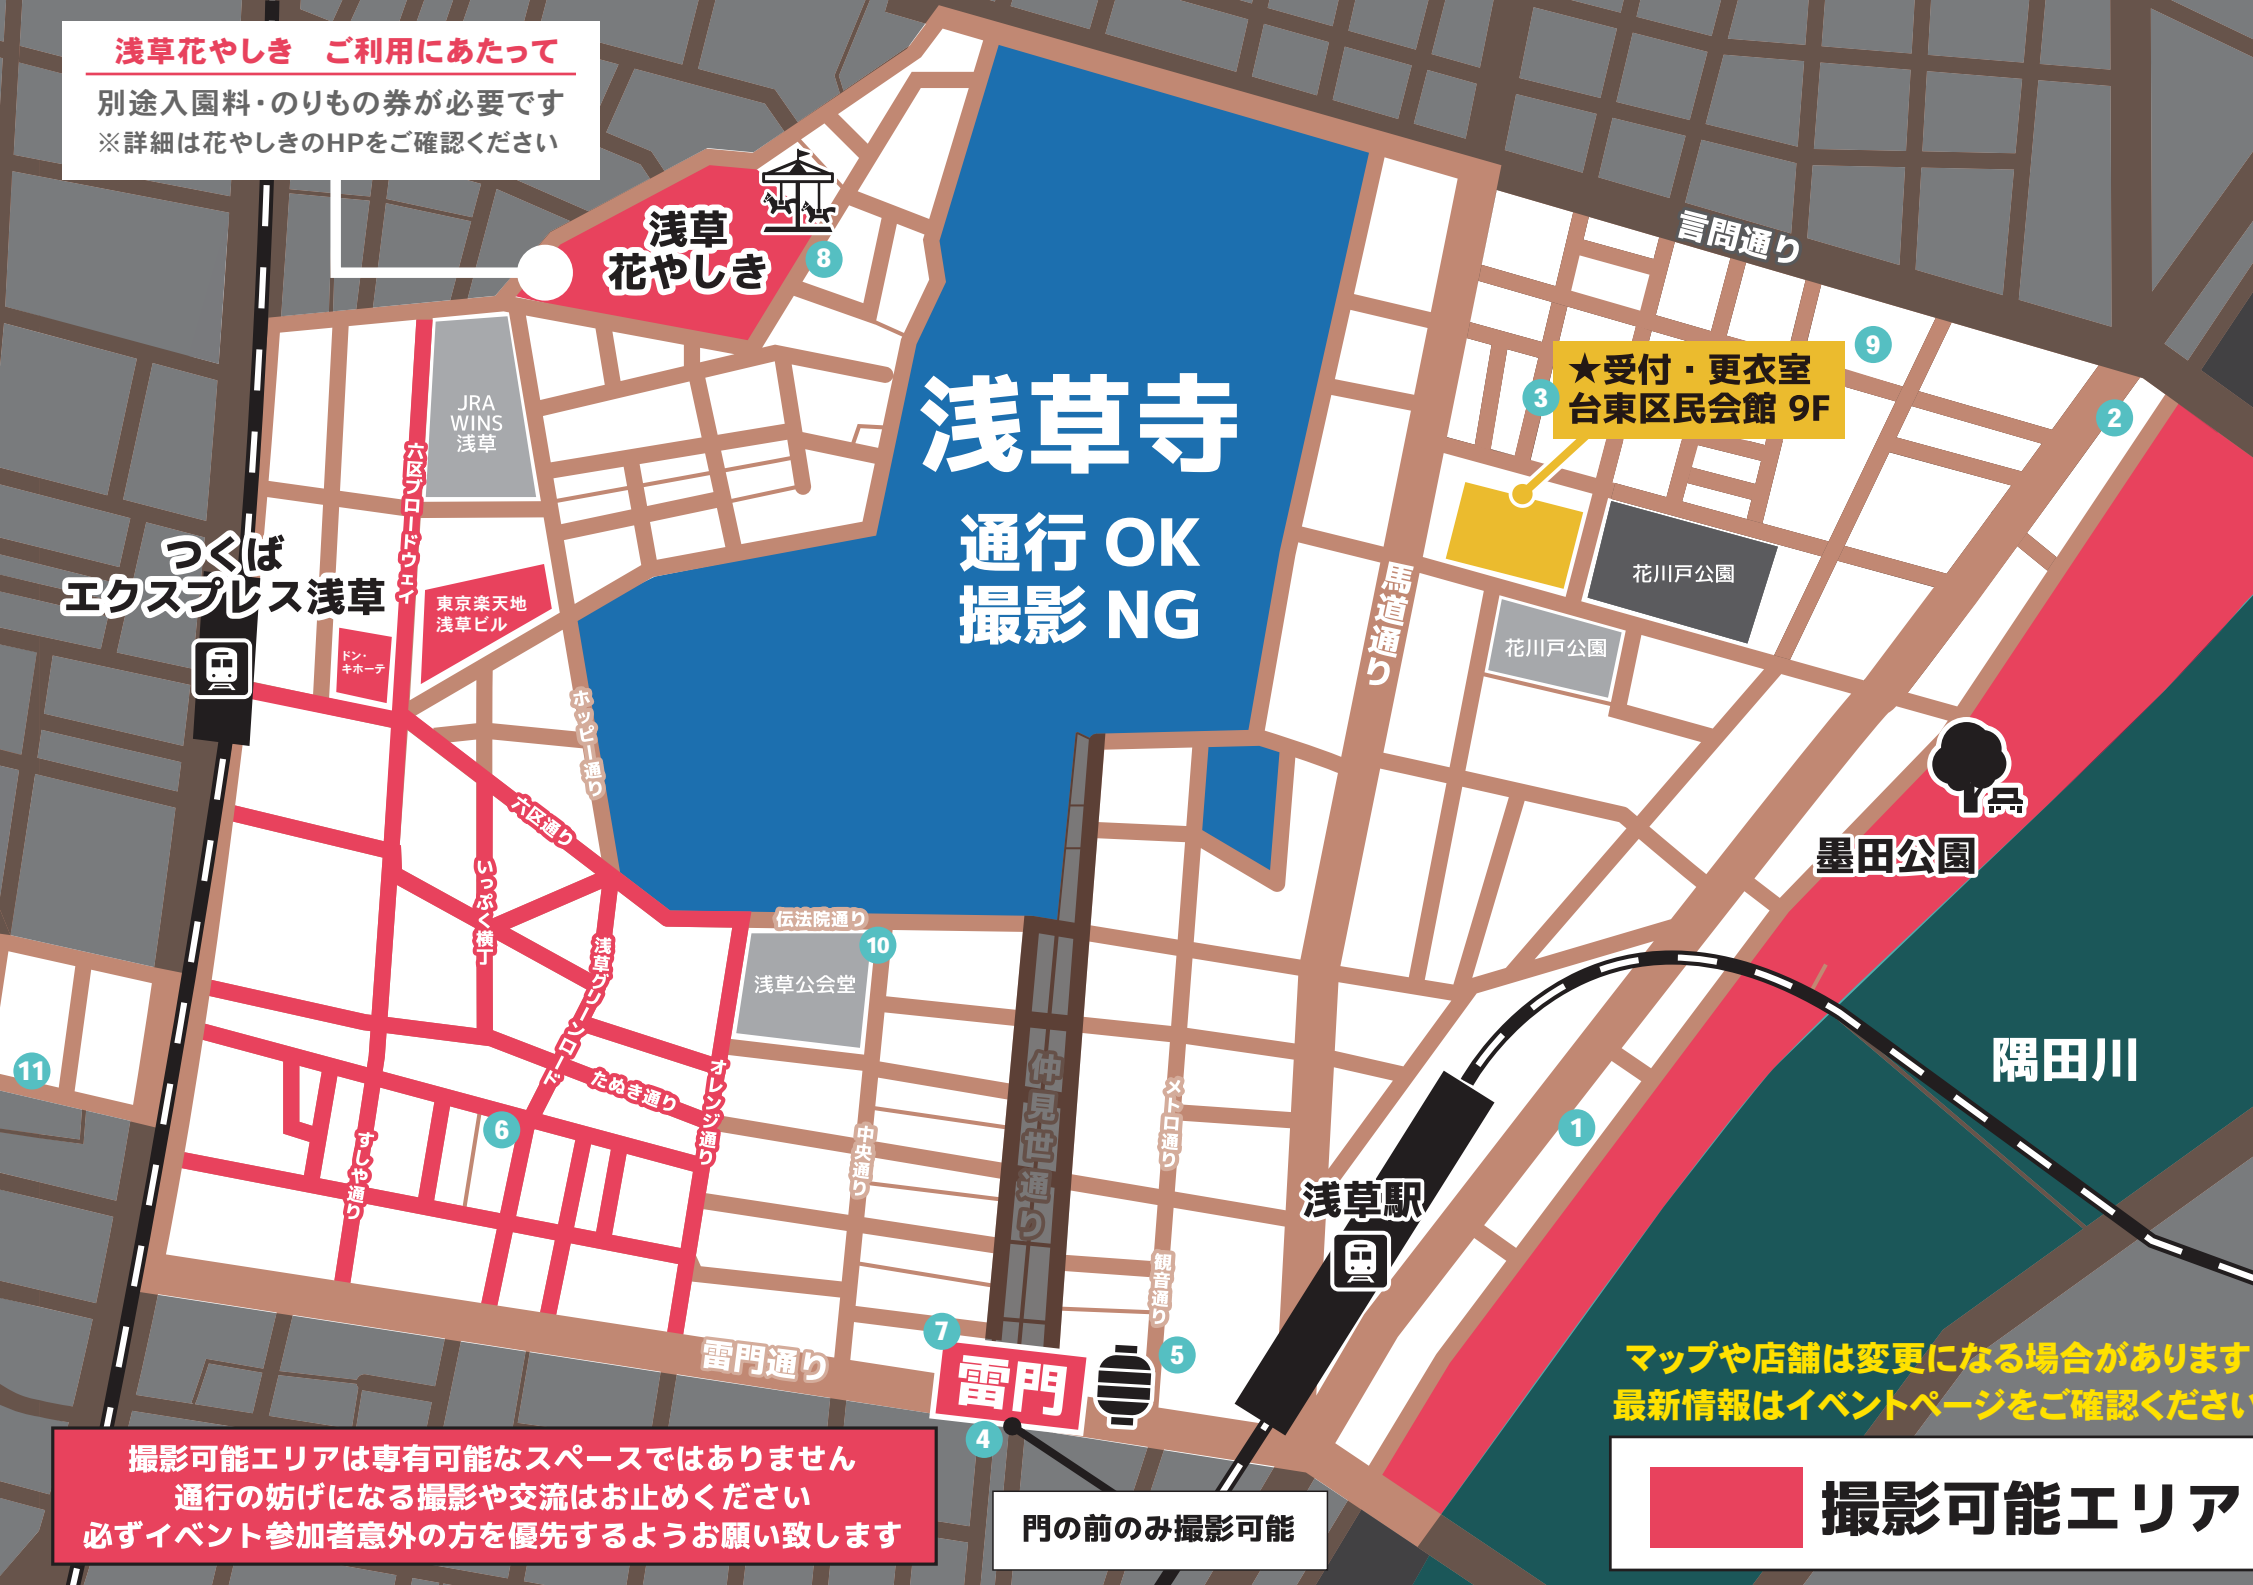 浅草花やしき　ご利用にあたって
別途入園料・のりもの券が必要です
※詳細は花やしきのHPをご確認ください
浅草
花やしき
8
言問通り
JRA
WINS
浅草
六区ブロードウェイ
浅草寺
通行 OK
撮影 NG
★受付・更衣室
台東区民会館 9F
3
9
2
つくば
エクスプレス浅草
東京楽天地
浅草ビル
ドン・
キホーテ
花川戸公園
花川戸公園
馬道通り
ホッピー通り
六区通り
いっぷく横丁
墨田公園
伝法院通り
10
浅草公会堂
浅草グリーンロード
たぬき通り
オレンジ通り
すしや通り
中央通り
仲見世通り
メトロ通り
観音通り
隅田川
11
6
1
浅草駅
7
5
雷門
雷門通り
4
門の前のみ撮影可能
撮影可能エリアは専有可能なスペースではありません
通行の妨げになる撮影や交流はお止めください
必ずイベント参加者意外の方を優先するようお願い致します
マップや店舗は変更になる場合があります
最新情報はイベントページをご確認ください
撮影可能エリア